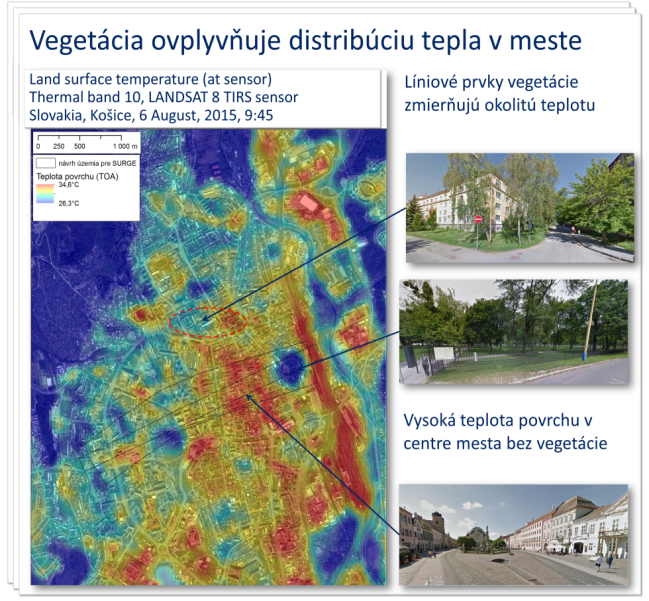 Vegetácia ovplyvňuje distribúciu tepla v meste
Land surface temperature (at sensor)
Thermal band 10, LANDSAT 8 TIRS sensor
Slovakia, Košice, 6 August, 2015, 9:45
0 250 500 1 000 m
návrh územia pre SURGE
Teplota povrchu (TOA)
34,6°C
26,3°C
Líniové prvky vegetácie
zmierňujú okolitú teplotu
Vysoká teplota povrchu v
centre mesta bez vegetácie